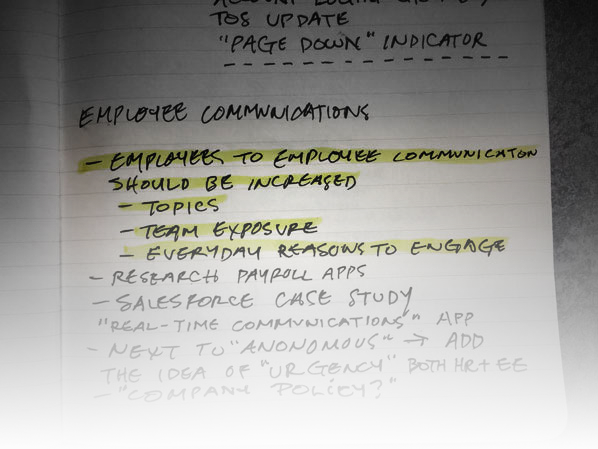 TOS UPDATE
"PAGE DOWN" INDICATOR
EMPLOYEE COMMUNICATIONS
- EMPLOYEES TO EMPLOYEE COMMUNICATON
SHOULD BE INCREASED
- TOPICS
- TEAM EXPOSURE
- EVERYDAY REASONS TO ENGAGE
- RESEARCH PAYROLL APPS
- SALESFORCE CASE STUDY
"REAL-TIME COMMUNICATIONS" APP
- NEXT TO "ANONOMOUS" → ADD
THE IDEA OF "URGENCY" BOTH HR + EE
- "COMPANY POLICY?"